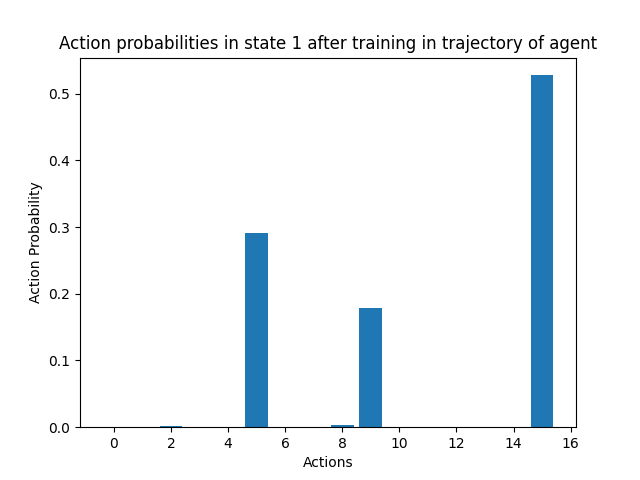 Action probabilities in state 1 after training in trajectory of agent
0.5
0.4
0.3
0.2
0.1
0.0
Action Probability
0 2 4 6 8 10 12 14 16
Actions